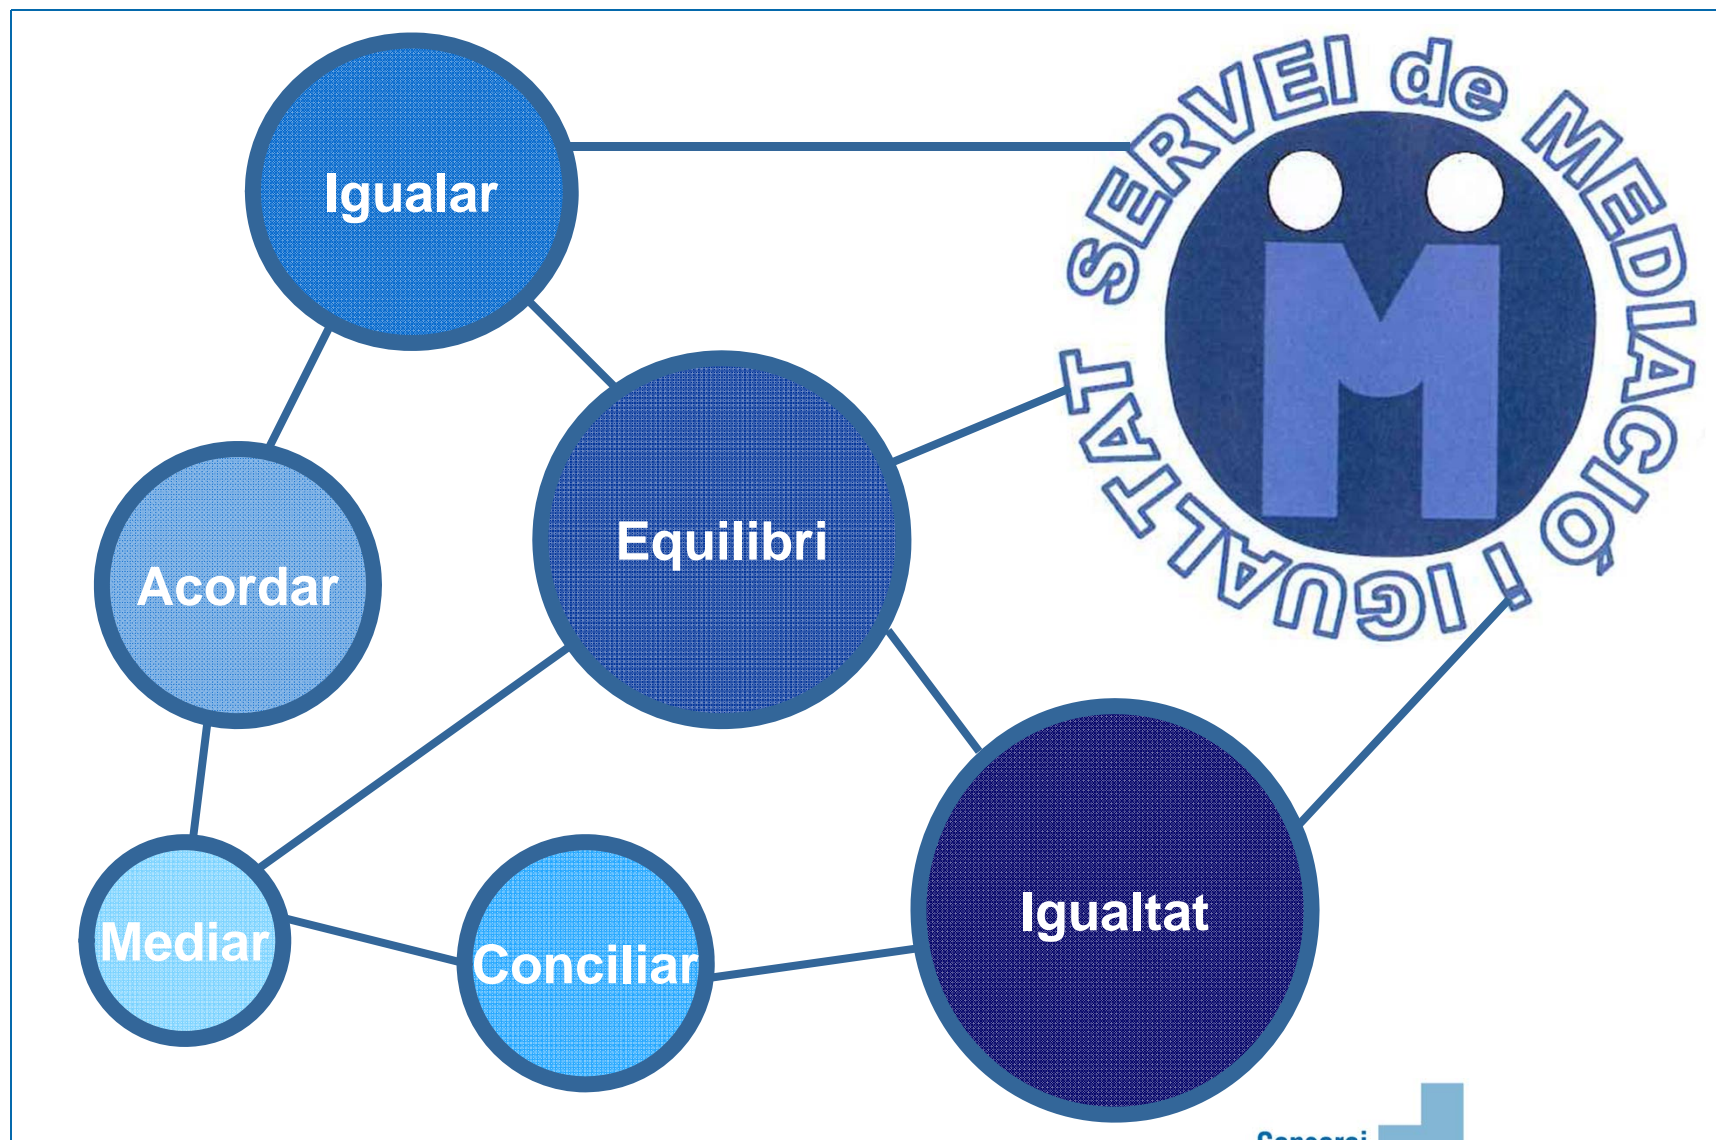 Igualar
SERVEI de MEDIACIÓ i IGUALTAT
Equilibri
Acordar
Igualtat
Mediar
Conciliar